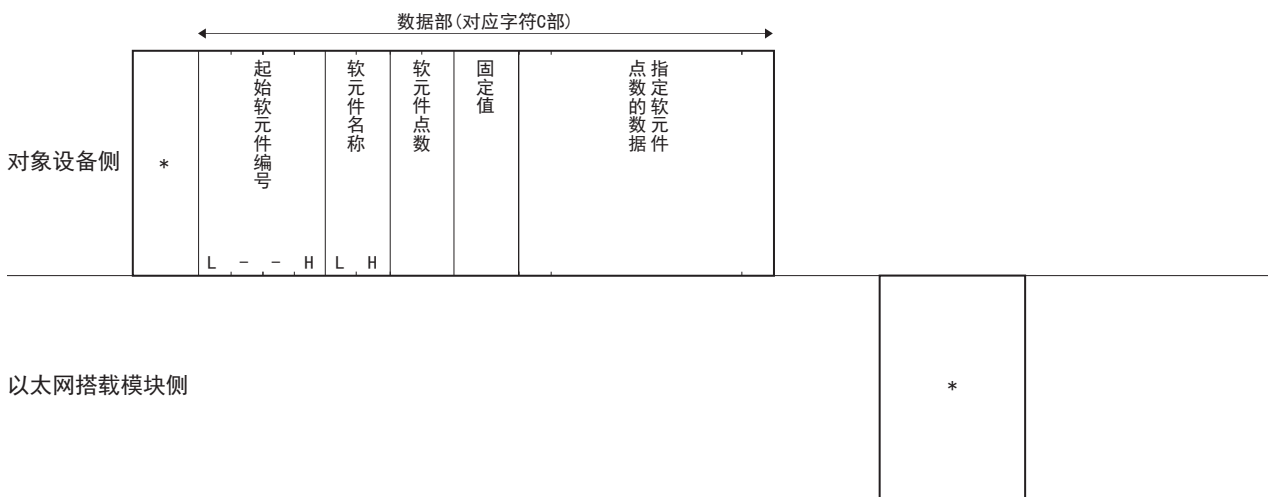 数据部(对应字符C部)
对象设备侧
*
起始软元件编号
L - - H
软元件名称
L H
软元件点数
固定值
指定软元件
点数的数据
以太网搭载模块侧
*